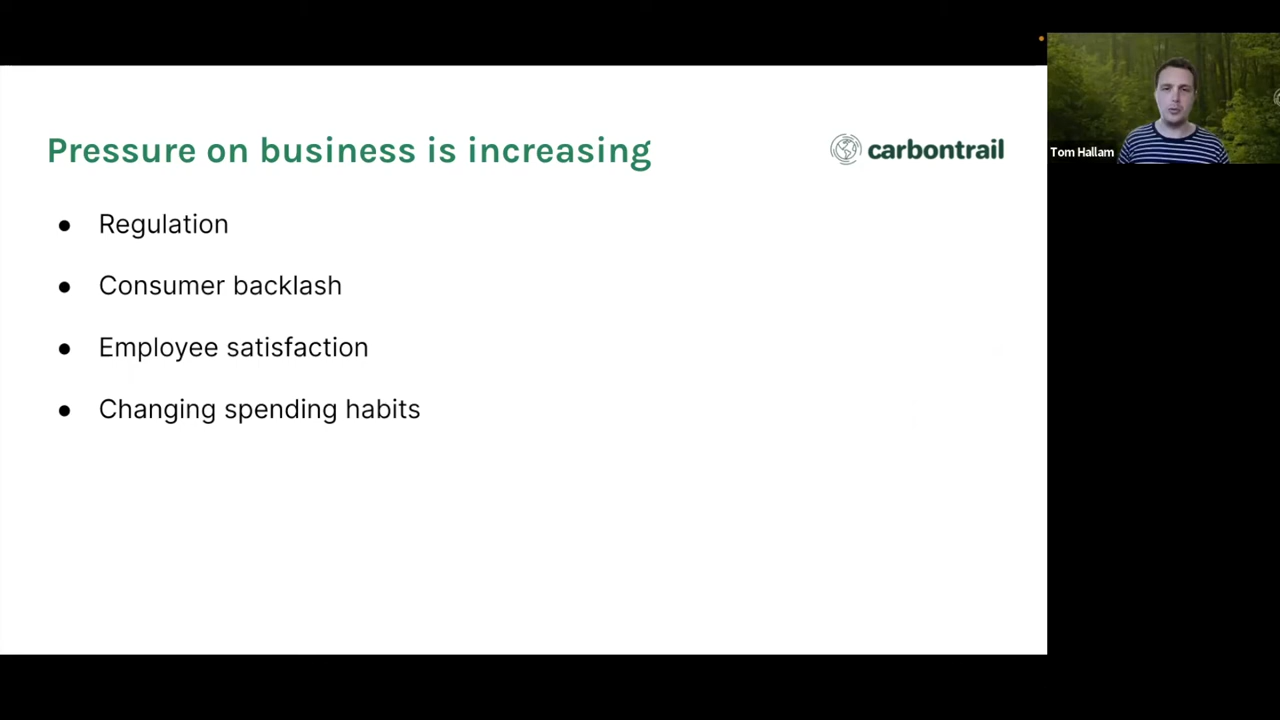 Pressure on business is increasing
carbontrail
Tom Hallam
● Regulation
● Consumer backlash
● Employee satisfaction
● Changing spending habits